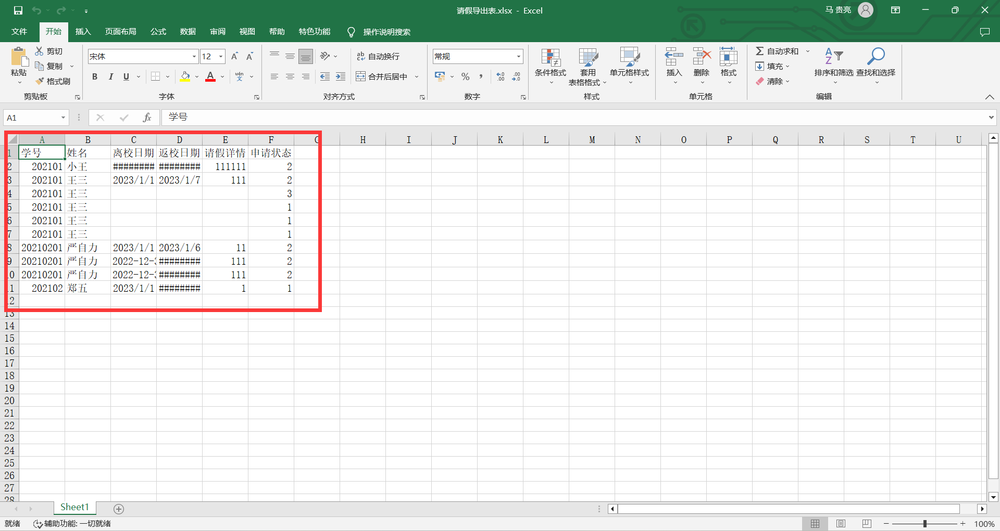 请假导出表.xlsx - Excel
马 贵亮
文件 开始 插入 页面布局 公式 数据 审阅 视图 帮助 特色功能 操作说明搜索
粘贴
剪切
复制
格式刷
剪贴板
宋体 12
B I U A wén 文
字体
ab 自动换行
合并后居中
对齐方式
常规
% , .00
数字
条件格式
套用
表格格式
单元格样式
样式
插入
删除
格式
单元格
自动求和
填充
清除
排序和筛选
查找和选择
编辑
A1 fx 学号
A B C D E F G H I J K L M N O P Q R S T U
1 学号 姓名 离校日期 返校日期 请假详情 申请状态
2 202101 小王 ######## ######## 111111 2
3 202101 王三 2023/1/1 2023/1/7 111 2
4 202101 王三 3
5 202101 王三 1
6 202101 王三 1
7 202101 王三 1
8 20210201 严自力 2023/1/1 2023/1/6 11 2
9 20210201 严自力 2022-12- ######## 111 2
10 20210201 严自力 2022-12- ######## 111 2
11 202102 郑五 2023/1/1 ######## 1 1
12
13
14
15
16
17
18
19
20
21
22
23
24
25
26
27
28
Sheet1
就绪 辅助功能: 一切就绪 100%